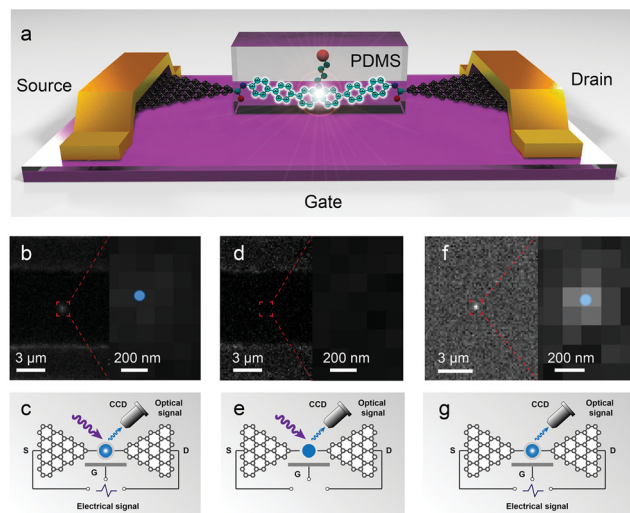 a
PDMS
Source
Drain
Gate
b
3 μm
200 nm
d
3 μm
200 nm
f
3 μm
200 nm
c
CCD
Optical
signal
S
D
G
Electrical signal
e
CCD
Optical
signal
S
D
G
g
CCD
Optical
signal
S
D
G
Electrical signal